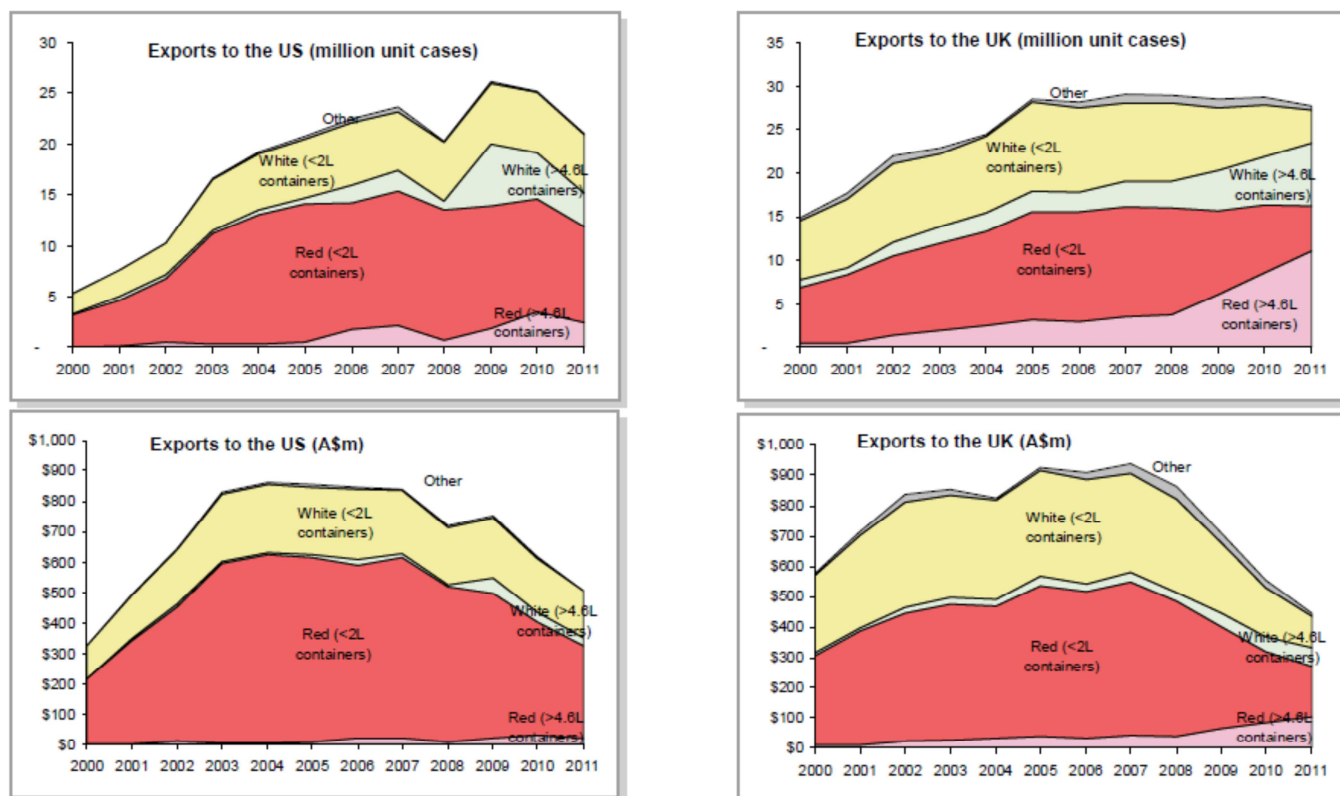 Exports to the US (million unit cases)
30
25
20
15
10
5
-
Other
White (<2L
containers)
White (>4.6L
containers)
Red (<2L
containers)
Red (>4.6L
containers)
2000 2001 2002 2003 2004 2005 2006 2007 2008 2009 2010 2011
Exports to the UK (million unit cases)
35
30
25
20
15
10
5
-
Other
White (<2L
containers)
White (>4.6L
containers)
Red (<2L
containers)
Red (>4.6L
containers)
2000 2001 2002 2003 2004 2005 2006 2007 2008 2009 2010 2011
Exports to the US (A$m)
$1,000
$900
$800
$700
$600
$500
$400
$300
$200
$100
$0
Other
White (<2L
containers)
White (>4.6L
containers)
Red (<2L
containers)
Red (>4.6L
containers)
2000 2001 2002 2003 2004 2005 2006 2007 2008 2009 2010 2011
Exports to the UK (A$m)
$1,000
$900
$800
$700
$600
$500
$400
$300
$200
$100
$0
Other
White (<2L
containers)
White (>4.6L
containers)
Red (<2L
containers)
Red (>4.6L
containers)
2000 2001 2002 2003 2004 2005 2006 2007 2008 2009 2010 2011